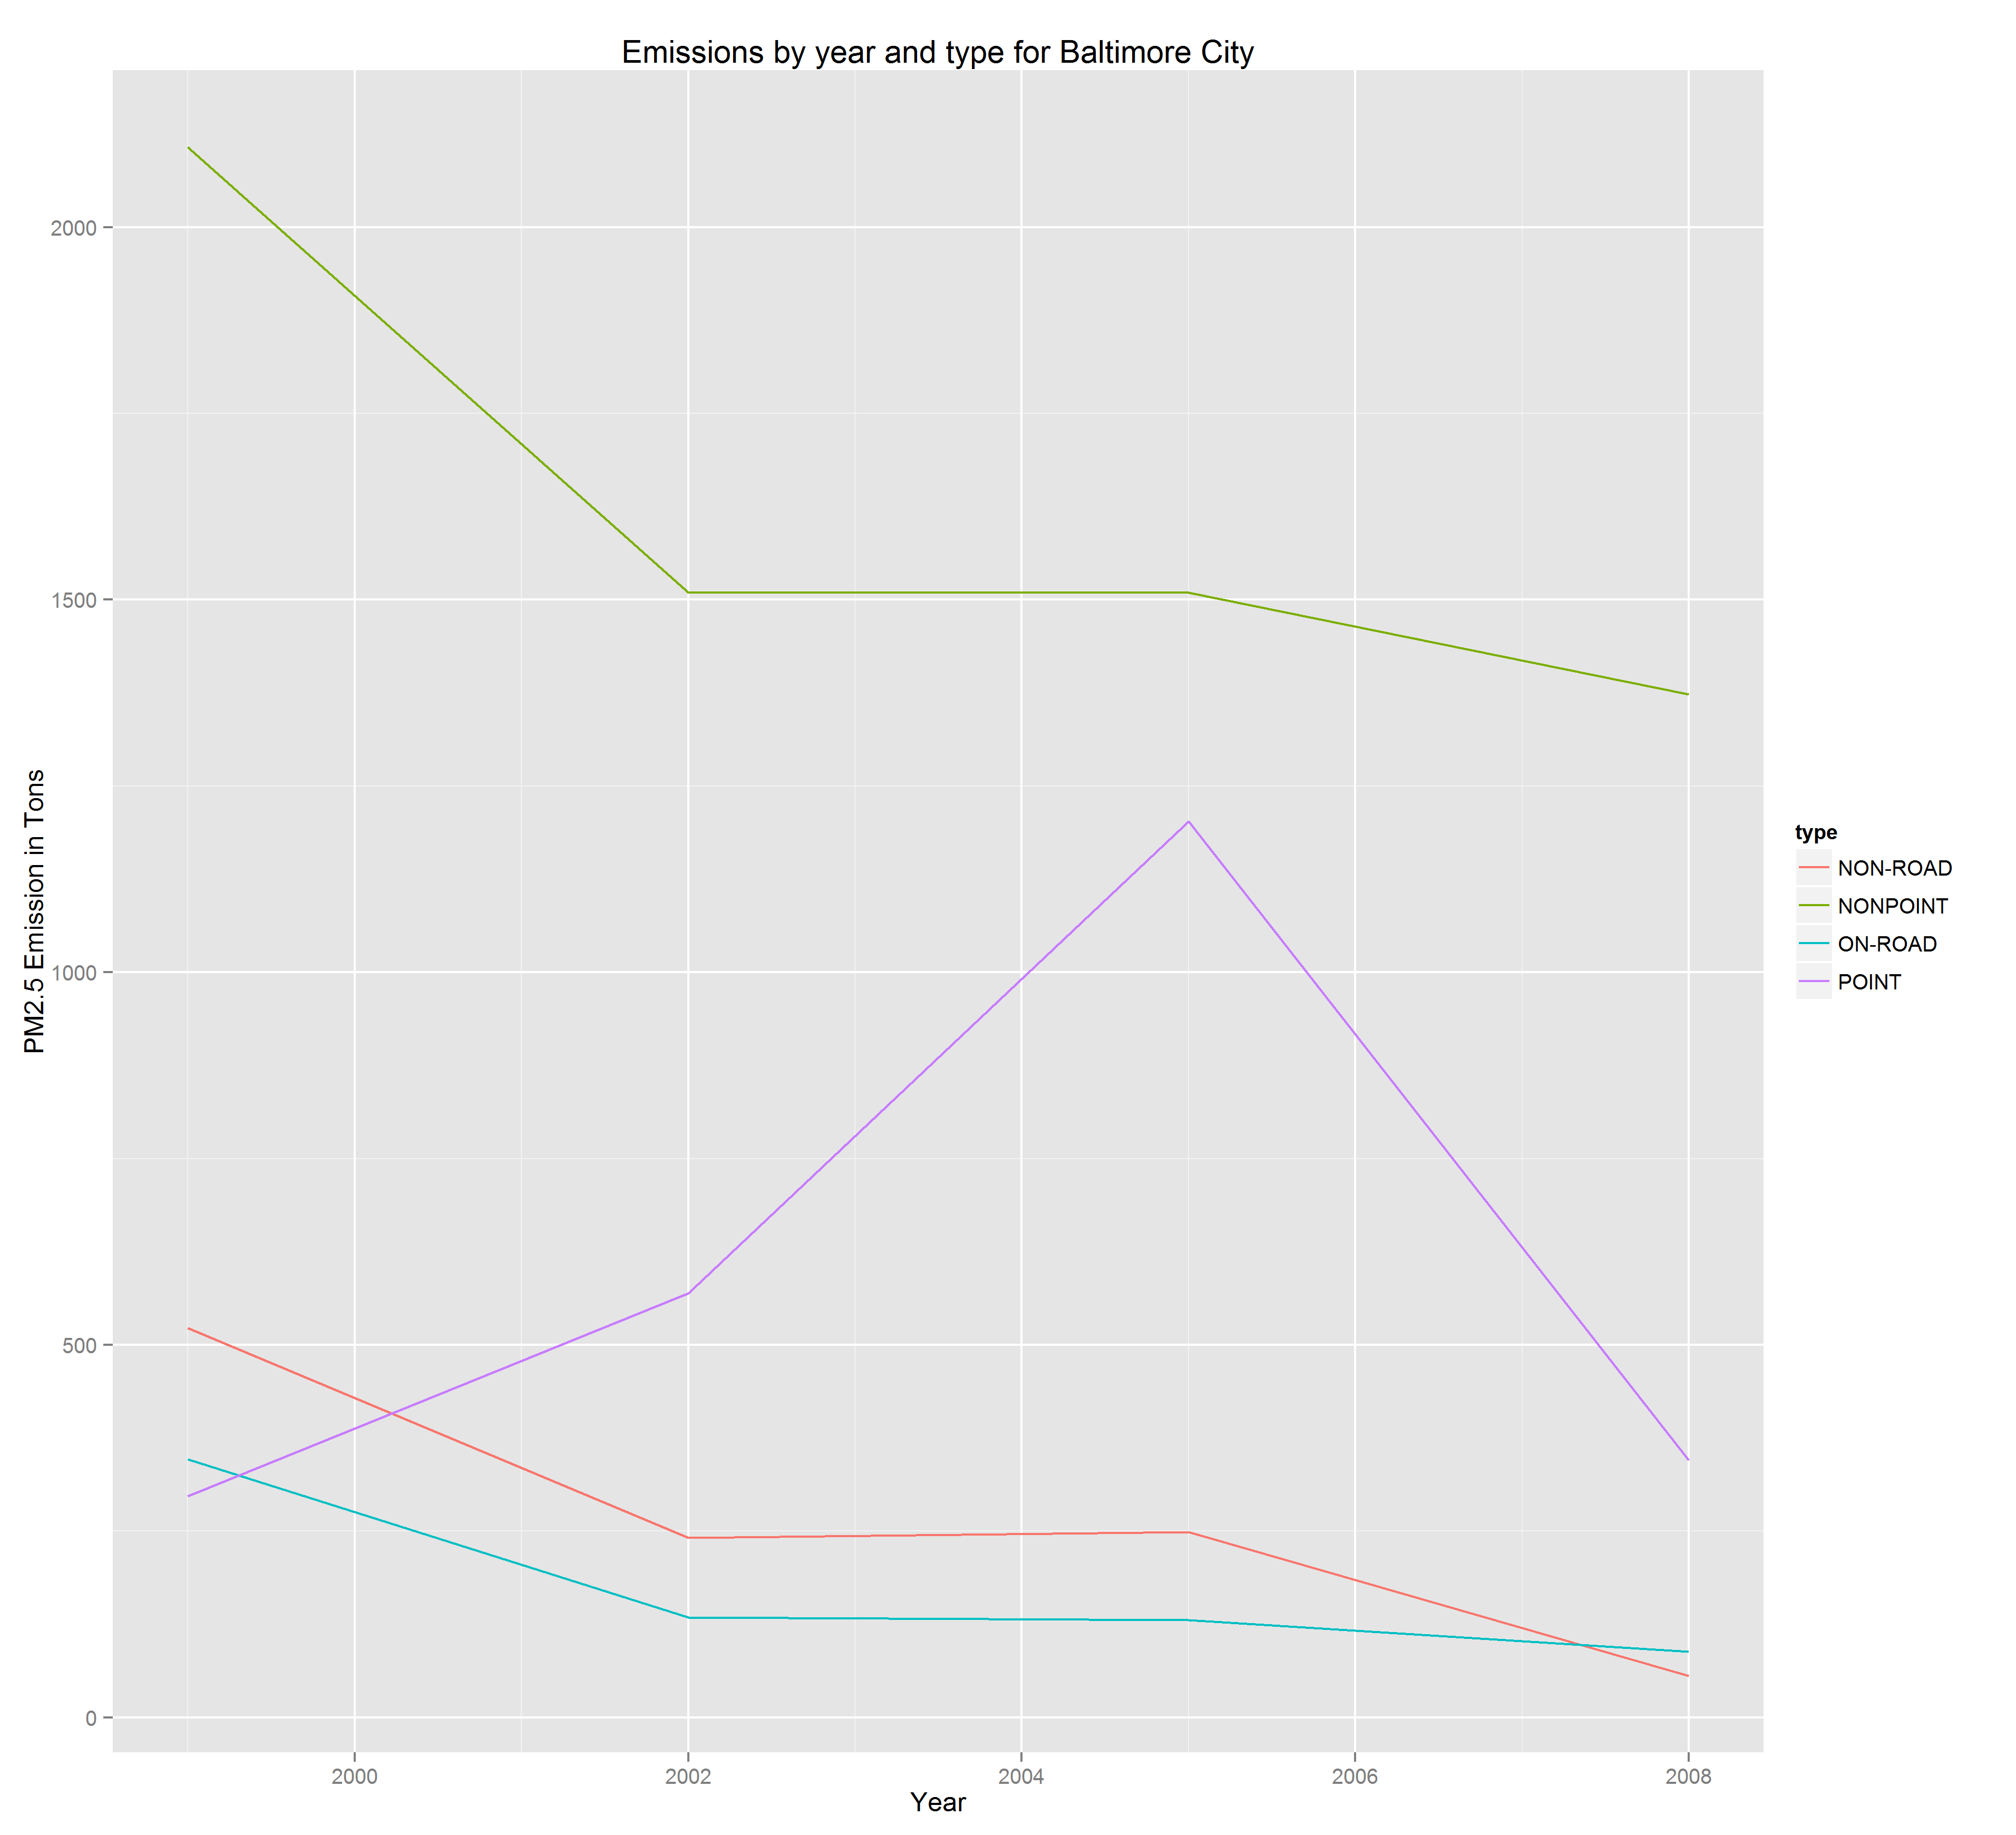 Emissions by year and type for Baltimore City
PM2.5 Emission in Tons
2000
1500
1000
500
0
2000
2002
2004
2006
2008
Year
type
NON-ROAD
NONPOINT
ON-ROAD
POINT